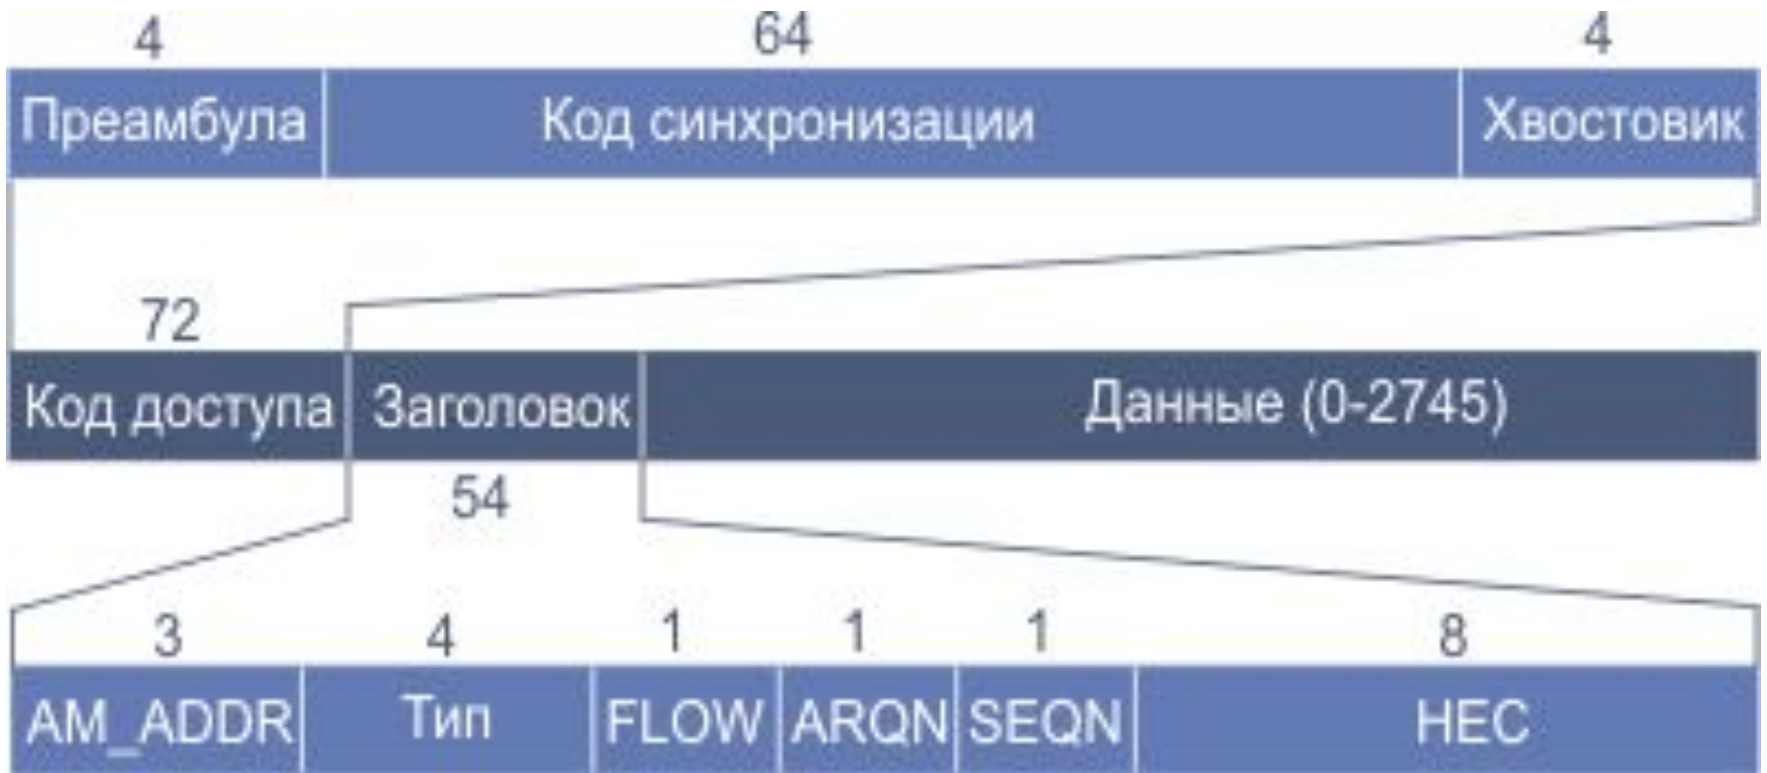 4 64 4
Преамбула Код синхронизации Хвостовик
72
Код доступа Заголовок Данные (0-2745)
54
3 4 1 1 1 8
AM_ADDR Тип FLOW ARQN SEQN HEC